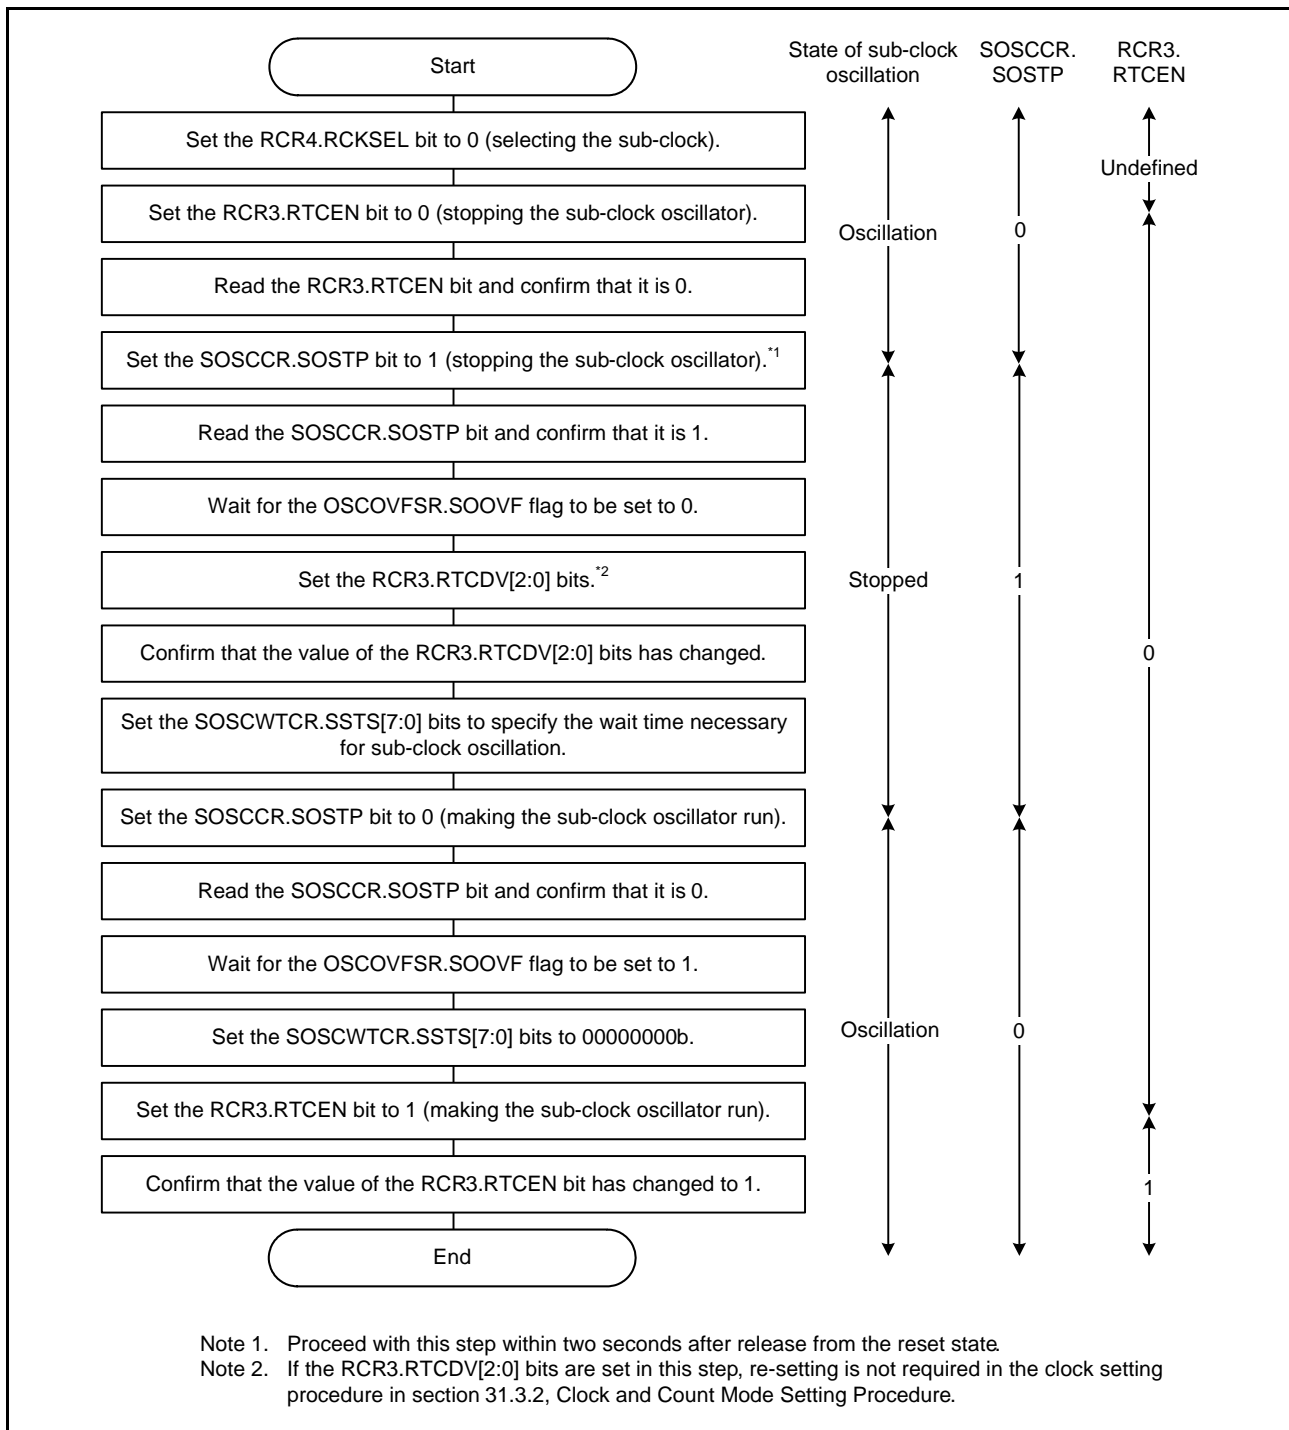 Start
State of sub-clock
oscillation
SOSCCR.
SOSTP
RCR3.
RTCEN
Set the RCR4.RCKSEL bit to 0 (selecting the sub-clock).
Undefined
Set the RCR3.RTCEN bit to 0 (stopping the sub-clock oscillator).
Oscillation
0
Read the RCR3.RTCEN bit and confirm that it is 0.
Set the SOSCCR.SOSTP bit to 1 (stopping the sub-clock oscillator).*1
Read the SOSCCR.SOSTP bit and confirm that it is 1.
Wait for the OSCOVFSR.SOOVF flag to be set to 0.
Set the RCR3.RTCDV[2:0] bits.*2
Stopped
1
Confirm that the value of the RCR3.RTCDV[2:0] bits has changed.
0
Set the SOSCWTCR.SSTS[7:0] bits to specify the wait time necessary
for sub-clock oscillation.
Set the SOSCCR.SOSTP bit to 0 (making the sub-clock oscillator run).
Read the SOSCCR.SOSTP bit and confirm that it is 0.
Wait for the OSCOVFSR.SOOVF flag to be set to 1.
Set the SOSCWTCR.SSTS[7:0] bits to 00000000b.
Oscillation
0
Set the RCR3.RTCEN bit to 1 (making the sub-clock oscillator run).
Confirm that the value of the RCR3.RTCEN bit has changed to 1.
1
End
Note 1. Proceed with this step within two seconds after release from the reset state.
Note 2. If the RCR3.RTCDV[2:0] bits are set in this step, re-setting is not required in the clock setting
procedure in section 31.3.2, Clock and Count Mode Setting Procedure.